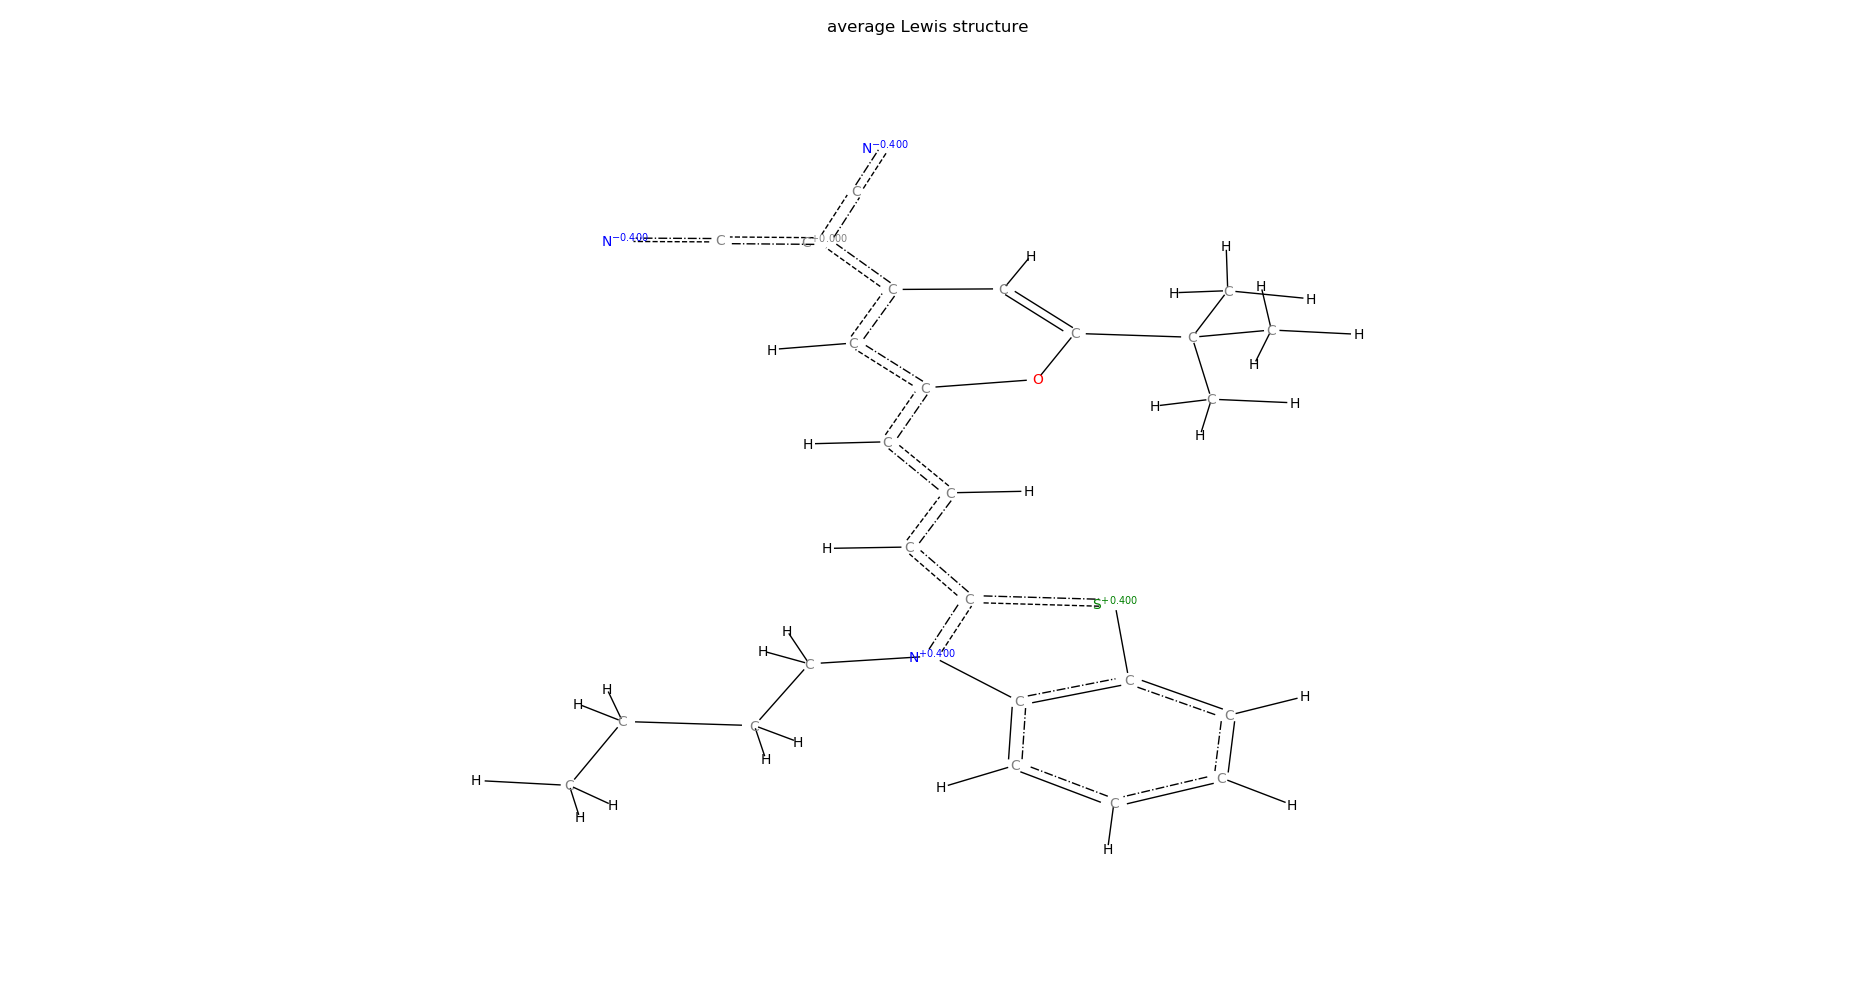 average Lewis structure
N−0.400
C
N−0.400 C C+0.000
H H
C C H H
H C H
C C C H
H C H
C O
H C H
H
H C
C H
H C
C S+0.400
H
H C N+0.400
H
H C C H
C
H C C
H
H
H C C
H C H H
H C
H
H